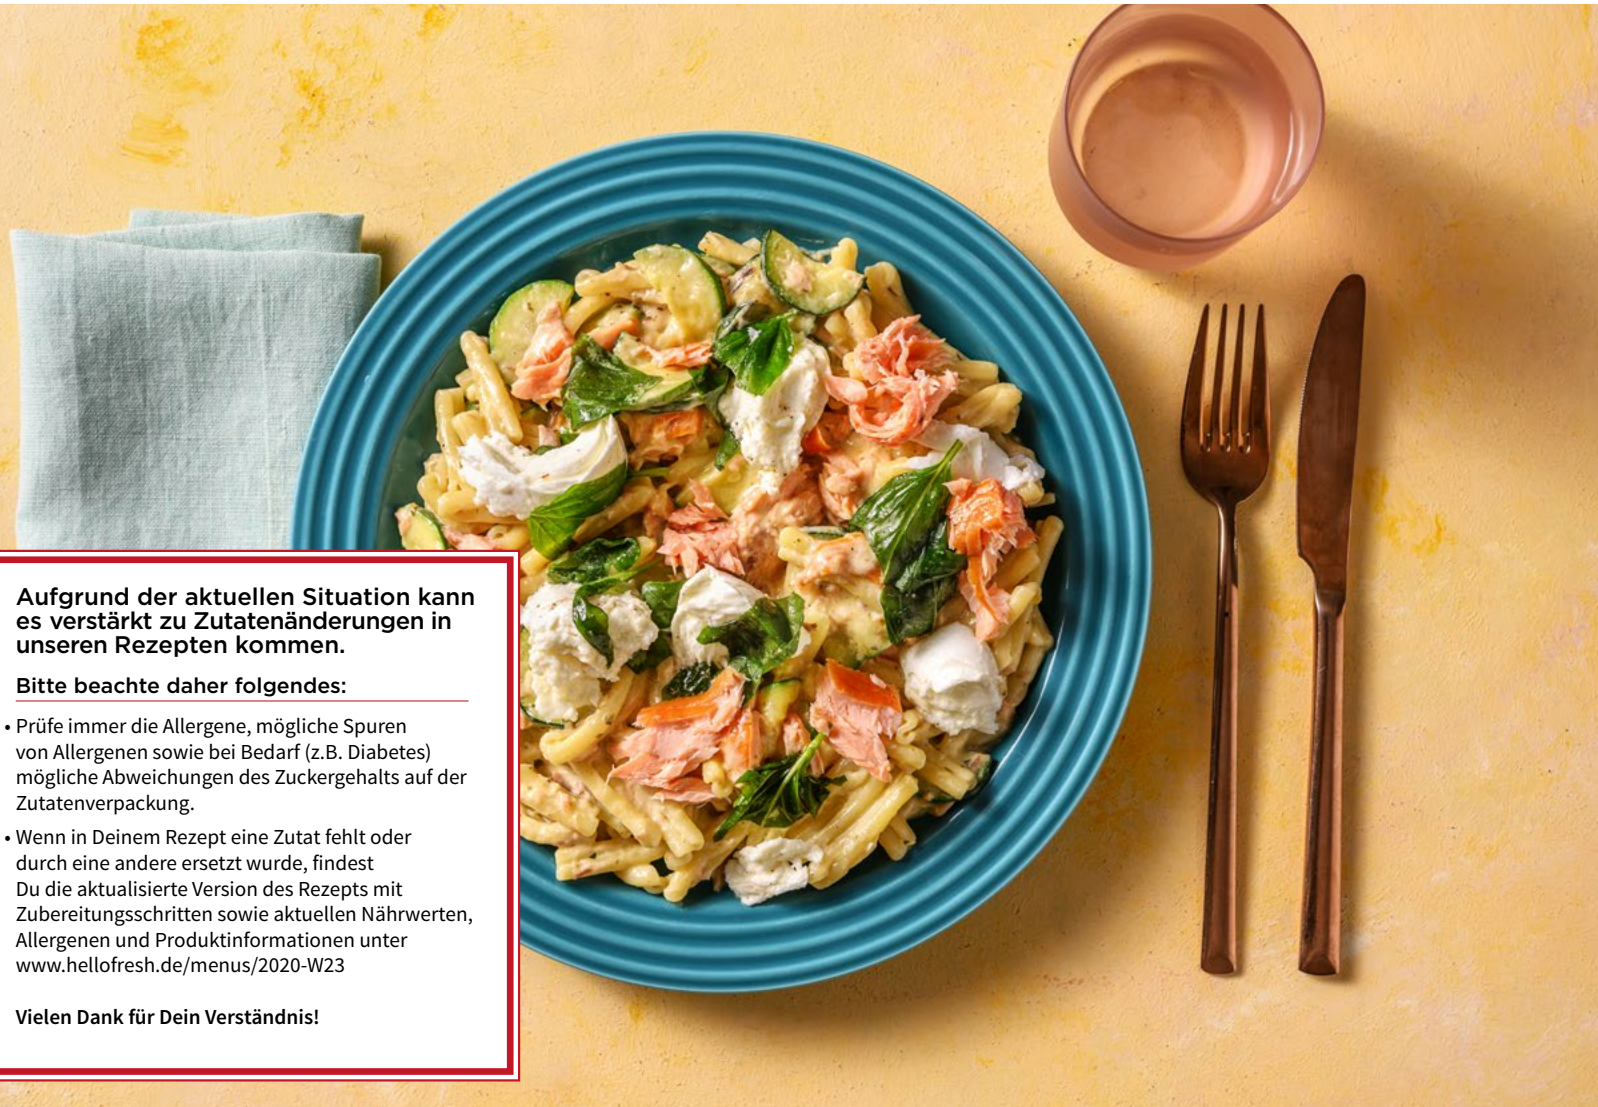 Aufgrund der aktuellen Situation kann
es verstärkt zu Zutatenänderungen in
unseren Rezepten kommen.
Bitte beachte daher folgendes:
• Prüfe immer die Allergene, mögliche Spuren
von Allergenen sowie bei Bedarf (z.B. Diabetes)
mögliche Abweichungen des Zuckergehalts auf der
Zutatenverpackung.
• Wenn in Deinem Rezept eine Zutat fehlt oder
durch eine andere ersetzt wurde, findest
Du die aktualisierte Version des Rezepts mit
Zubereitungsschritten sowie aktuellen Nährwerten,
Allergenen und Produktinformationen unter
www.hellofresh.de/menus/2020-W23
Vielen Dank für Dein Verständnis!